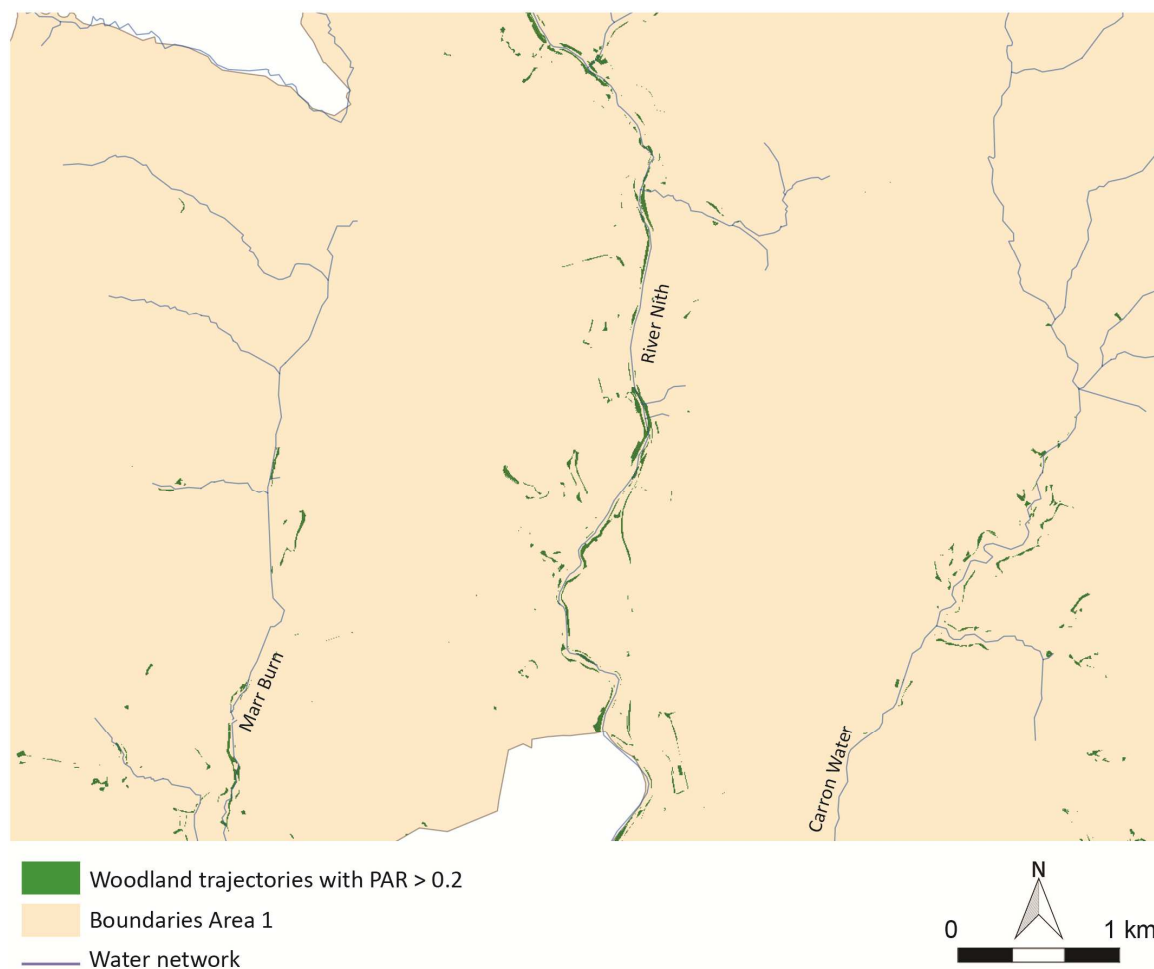 River Nith
Marr Burn
Carron Water
Woodland trajectories with PAR > 0.2
Boundaries Area 1
Water network
N
0 1 km